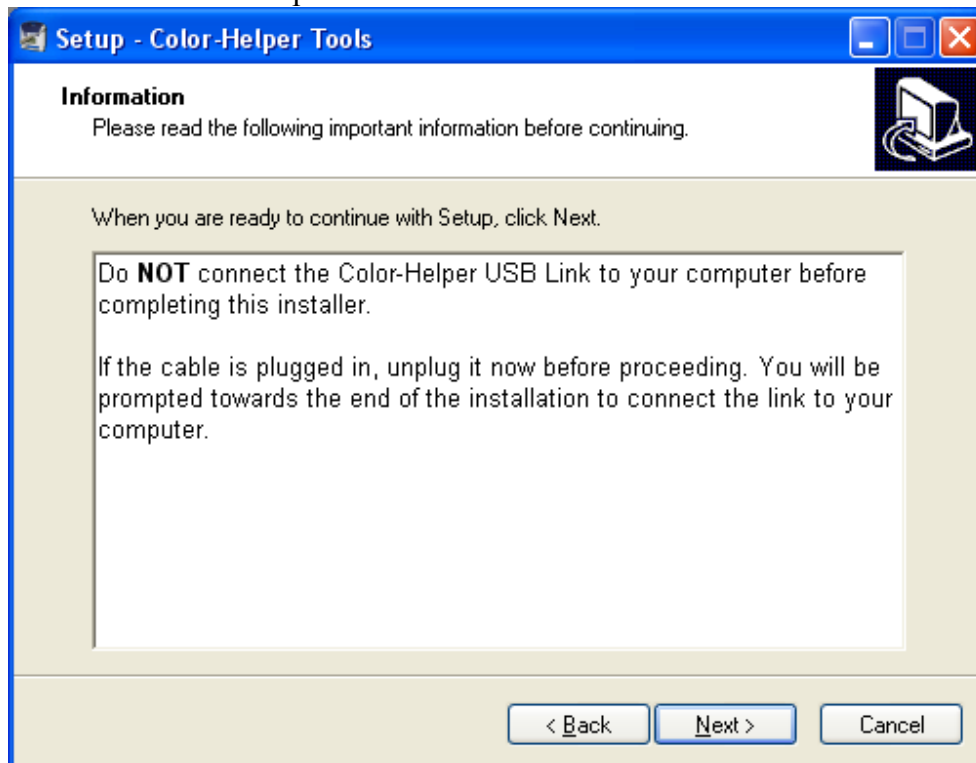 Setup - Color-Helper Tools
Information
Please read the following important information before continuing.
When you are ready to continue with Setup, click Next.
Do NOT connect the Color-Helper USB Link to your computer before
completing this installer.
If the cable is plugged in, unplug it now before proceeding. You will be
prompted towards the end of the installation to connect the link to your
computer.
< Back
Next >
Cancel